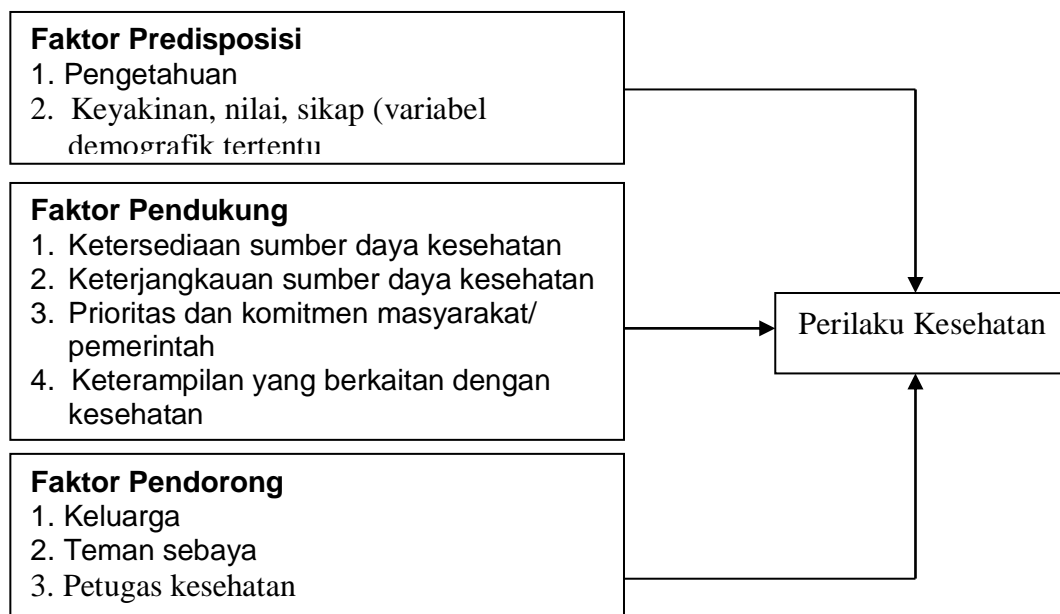 Faktor Predisposisi
1. Pengetahuan
2. Keyakinan, nilai, sikap (variabel
demografik tertentu
Faktor Pendukung
1. Ketersediaan sumber daya kesehatan
2. Keterjangkauan sumber daya kesehatan
3. Prioritas dan komitmen masyarakat/
pemerintah
4. Keterampilan yang berkaitan dengan
kesehatan
Perilaku Kesehatan
Faktor Pendorong
1. Keluarga
2. Teman sebaya
3. Petugas kesehatan